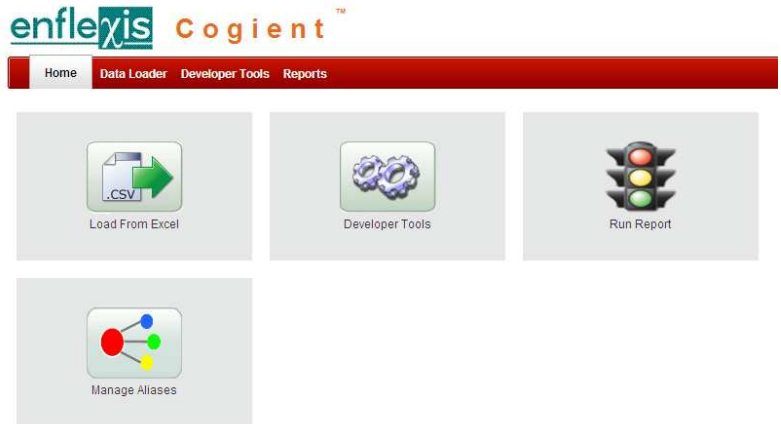 enflexis Cogient ™
Home Data Loader Developer Tools Reports
.CSV
Load From Excel Developer Tools Run Report
Manage Aliases